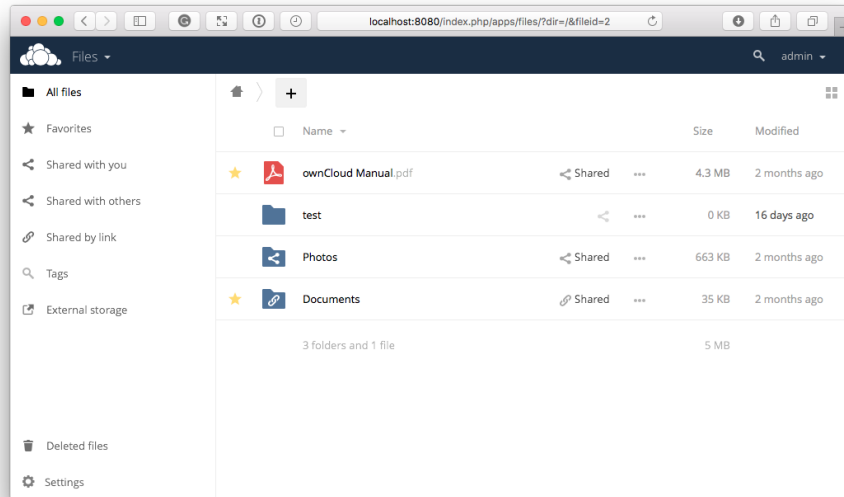 localhost:8080/index.php/apps/files/?dir=/&fileid=2
Files
admin
All files
Favorites
Shared with you
Shared with others
Shared by link
Tags
External storage
Deleted files
Settings
+
Name Size Modified
ownCloud Manual.pdf Shared ••• 4.3 MB 2 months ago
test ••• 0 KB 16 days ago
Photos Shared ••• 663 KB 2 months ago
Documents Shared ••• 35 KB 2 months ago
3 folders and 1 file 5 MB